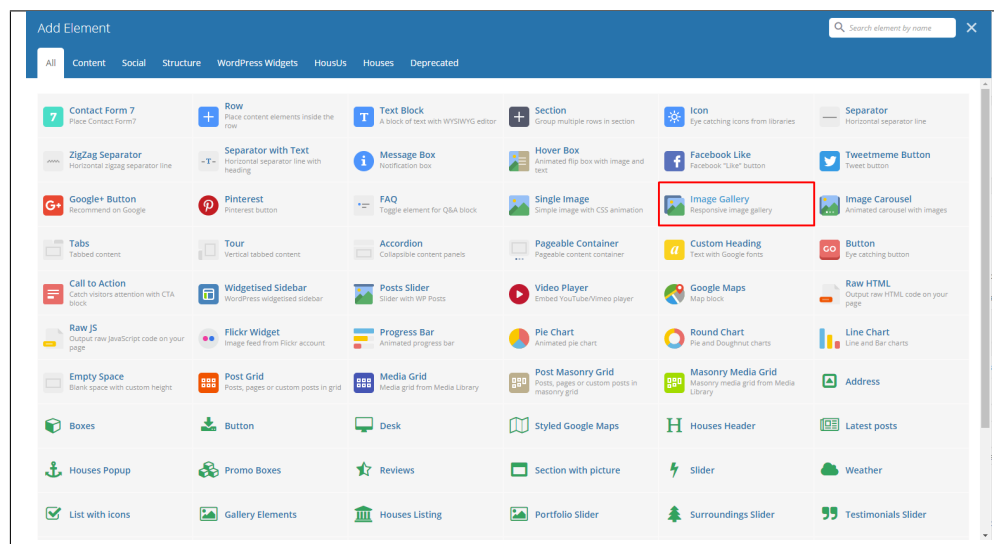 Add Element
Search element by name
All Content Social Structure WordPress Widgets HousUs Houses Deprecated
7 Contact Form 7
Place Contact Form7
Row
Place content elements inside the
row
T Text Block
A block of text with WYSIWYG editor
Section
Group multiple rows in section
Icon
Eye catching icons from libraries
Separator
Horizontal separator line
ZigZag Separator
Horizontal zigzag separator line
-T- Separator with Text
Horizontal separator line with
heading
i Message Box
Notification box
Hover Box
Animated flip box with image and
text
f Facebook Like
Facebook "Like" button
Tweetmeme Button
Tweet button
G+ Google+ Button
Recommend on Google
Pinterest
Pinterest button
FAQ
Toggle element for Q&A block
Single Image
Simple image with CSS animation
Image Gallery
Responsive image gallery
Image Carousel
Animated carousel with images
Tabs
Tabbed content
Tour
Vertical tabbed content
Accordion
Collapsible content panels
Pageable Container
Pageable content container
a Custom Heading
Text with Google fonts
GO Button
Eye catching button
Call to Action
Catch visitors attention with CTA
block
Widgetised Sidebar
WordPress widgetised sidebar
Posts Slider
Slider with WP Posts
Video Player
Embed YouTube/Vimeo player
Google Maps
Map block
Raw HTML
Output raw HTML code on your
page
Raw JS
Output raw JavaScript code on your
page
Flickr Widget
Image feed from Flickr account
Progress Bar
Animated progress bar
Pie Chart
Animated pie chart
Round Chart
Pie and Doughnut charts
Line Chart
Line and Bar charts
Empty Space
Blank space with custom height
Post Grid
Posts, pages or custom posts in grid
Media Grid
Media grid from Media Library
Post Masonry Grid
Posts, pages or custom posts in
masonry grid
Masonry Media Grid
Masonry media grid from Media
Library
Address
Boxes
Button
Desk
Styled Google Maps
H Houses Header
Latest posts
Houses Popup
Promo Boxes
Reviews
Section with picture
Slider
Weather
List with icons
Gallery Elements
Houses Listing
Portfolio Slider
Surroundings Slider
Testimonials Slider